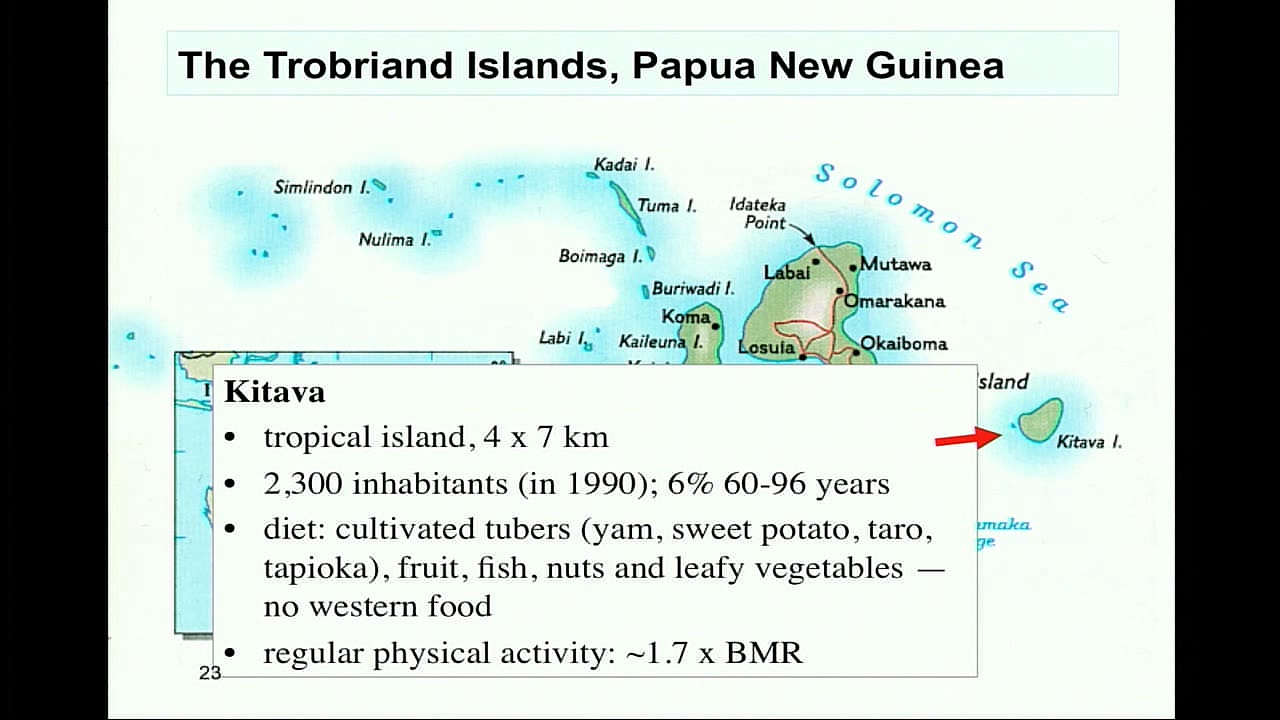 The Trobriand Islands, Papua New Guinea
Kadai I.
Simlindon I.
Tuma I.
Idateka
Point
Solomon Sea
Nulima I.
Boimaga I.
Labai
Mutawa
Buriwadi I.
Omarakana
Koma
Labi I.
Kaileuna I.
Losuia
Okaiboma
sland
Kitava I.
Kitava
• tropical island, 4 x 7 km
• 2,300 inhabitants (in 1990); 6% 60-96 years
• diet: cultivated tubers (yam, sweet potato, taro,
tapioka), fruit, fish, nuts and leafy vegetables —
no western food
• regular physical activity: ~1.7 x BMR
amaka
ge
23